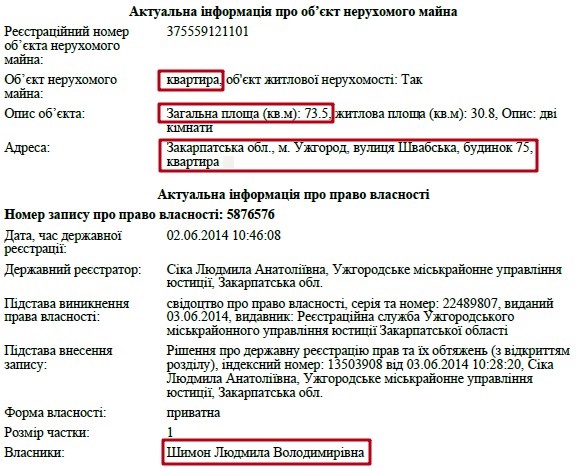 Актуальна інформація про об’єкт нерухомого майна
Реєстраційний номер 375559121101
об’єкта нерухомого
майна:
Об’єкт нерухомого квартира, об'єкт житлової нерухомості: Так
майна:
Опис об’єкта: Загальна площа (кв.м): 73.5, житлова площа (кв.м): 30.8, Опис: дві
кімнати
Адреса: Закарпатська обл., м. Ужгород, вулиця Швабська, будинок 75,
квартира
Актуальна інформація про право власності
Номер запису про право власності: 5876576
Дата, час державної 02.06.2014 10:46:08
реєстрації:
Державний реєстратор: Сіка Людмила Анатоліївна, Ужгородське міськрайонне управління
юстиції, Закарпатська обл.
Підстава виникнення свідоцтво про право власності, серія та номер: 22489807, виданий
права власності: 03.06.2014, видавник: Реєстраційна служба Ужгородського
міськрайонного управління юстиції Закарпатської області
Підстава внесення Рішення про державну реєстрацію прав та їх обтяжень (з відкриттям
запису: розділу), індексний номер: 13503908 від 03.06.2014 10:28:20, Сіка
Людмила Анатоліївна, Ужгородське міськрайонне управління
юстиції, Закарпатська обл.
Форма власності: приватна
Розмір частки: 1
Власники: Шимон Людмила Володимирівна